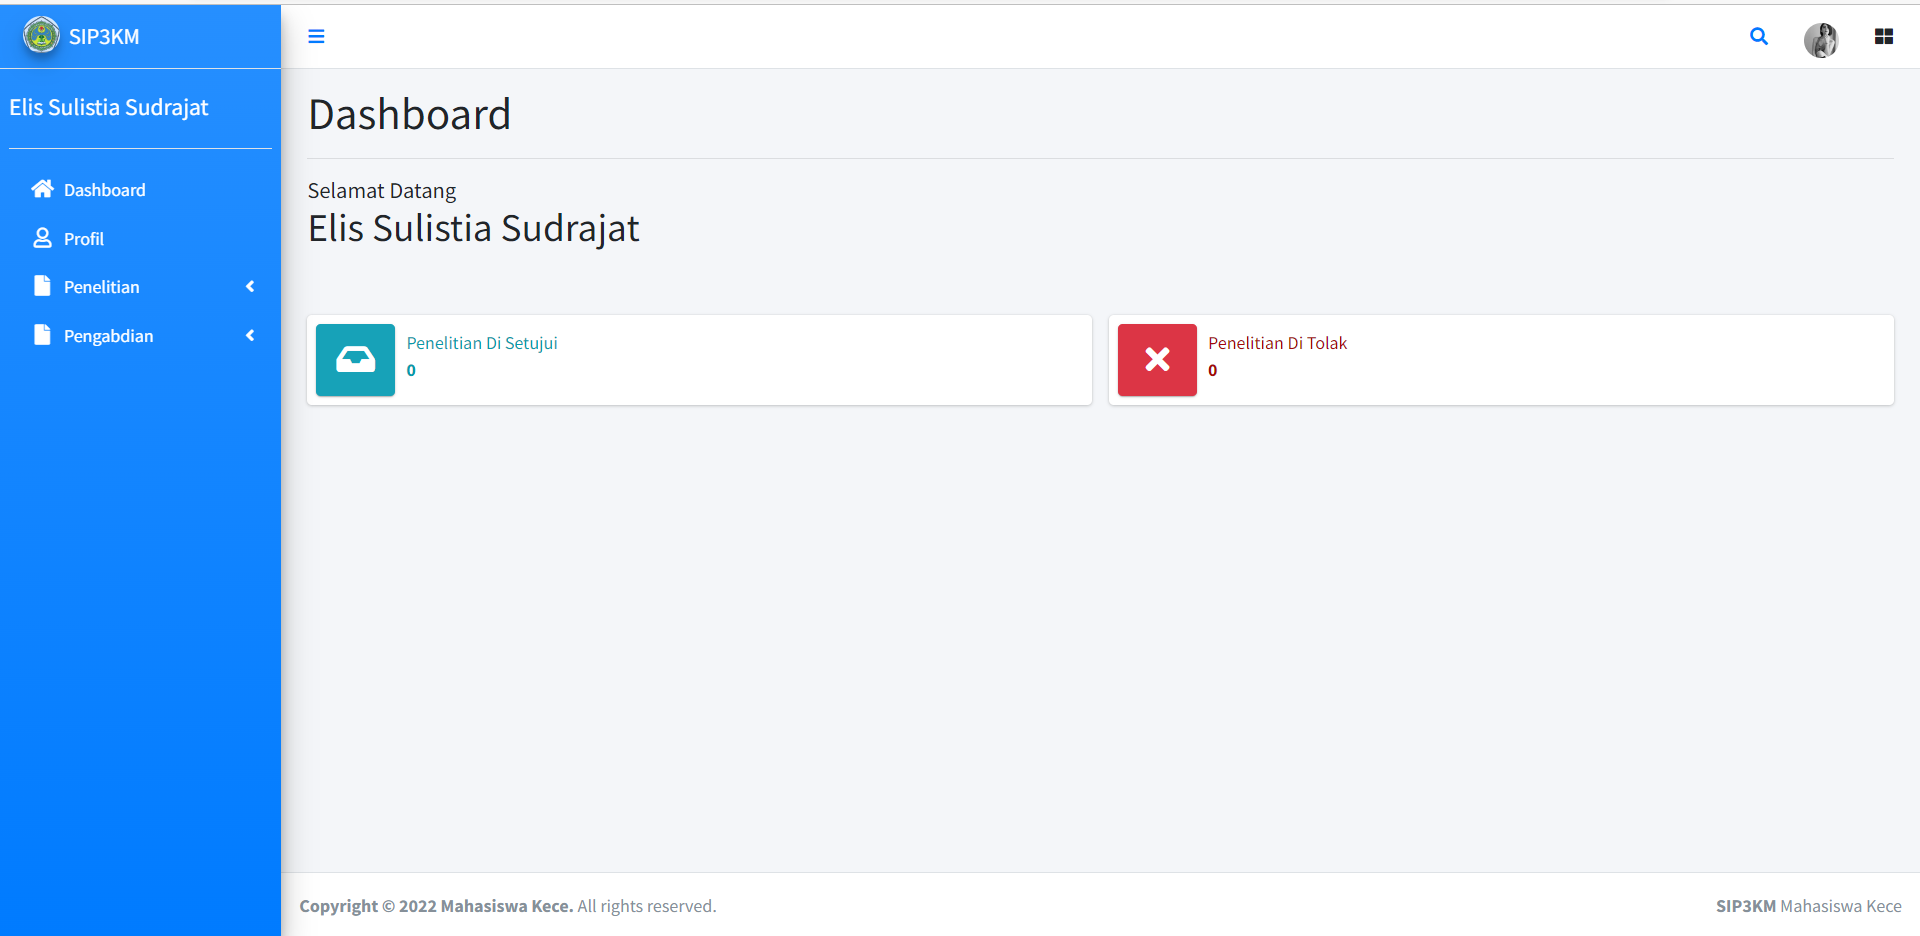 SIP3KM
Elis Sulistia Sudrajat
Dashboard
Profil
Penelitian
Pengabdian
Dashboard
Selamat Datang
Elis Sulistia Sudrajat
Penelitian Di Setujui
0
Penelitian Di Tolak
0
Copyright © 2022 Mahasiswa Kece. All rights reserved.
SIP3KM Mahasiswa Kece